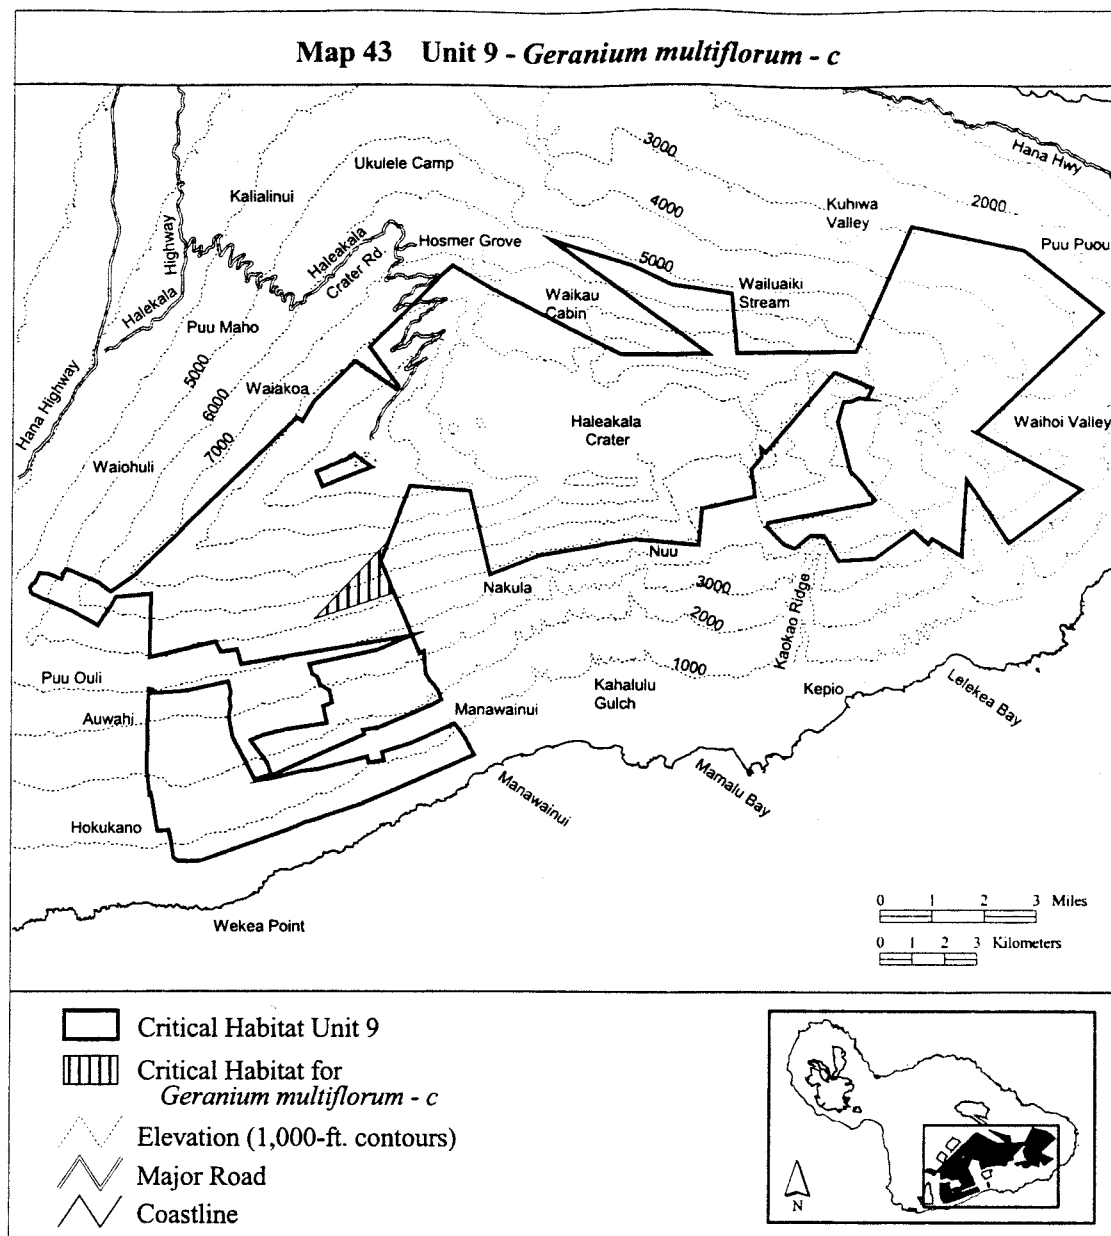 Map 43 Unit 9 - Geranium multiflorum - c
Hana Hwy
3000
Ukulele Camp
Kalialinui
4000
Kuhiwa
Valley
2000
Highway
Haleakala
Crater Rd.
Hosmer Grove
Puu Puou
5000
Halekala
Waikau
Cabin
Wailuaiki
Stream
Puu Maho
5000
Hana Highway
Waiakoa
6000
7000
Haleakala
Crater
Waihoi Valley
Waiohuli
Nuu
Nakula
3000
2000
Kaokao Ridge
1000
Puu Ouli
Kahalulu
Gulch
Kepio
Lelekea Bay
Auwahi
Manawainui
Mamalu Bay
Manawainui
Hokukano
Wekea Point
0 1 2 3 Miles
0 1 2 3 Kilometers
Critical Habitat Unit 9
Critical Habitat for
Geranium multiflorum - c
Elevation (1,000-ft. contours)
Major Road
Coastline
N